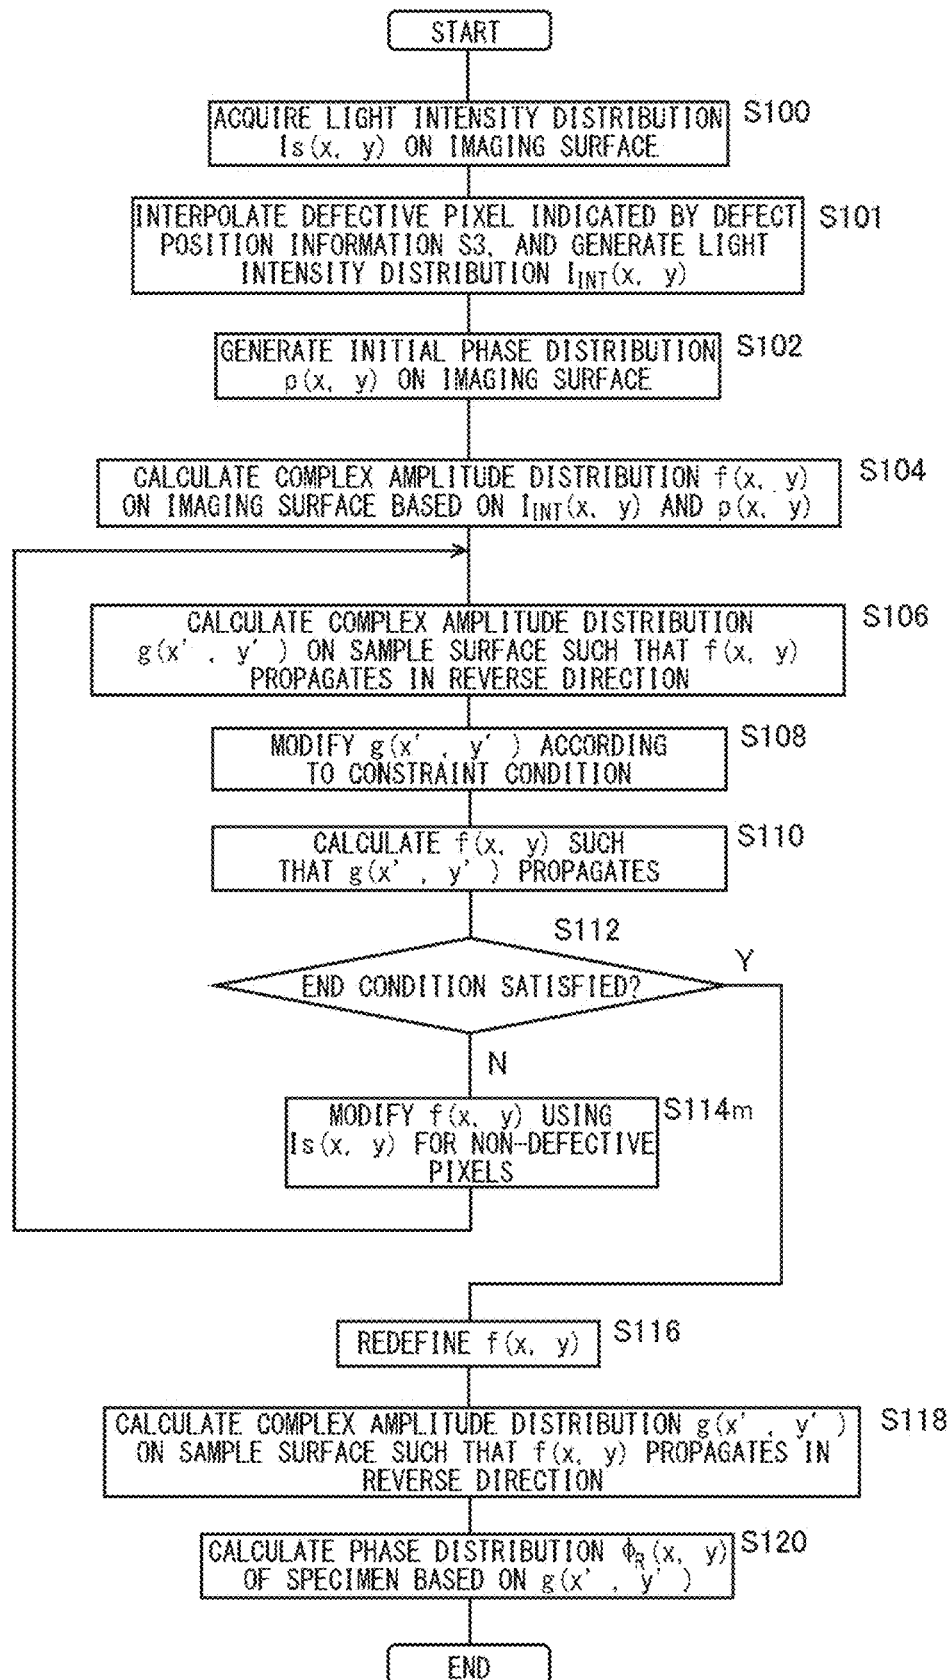 START
ACQUIRE LIGHT INTENSITY DISTRIBUTION
Is(x, y) ON IMAGING SURFACE
S100
INTERPOLATE DEFECTIVE PIXEL INDICATED BY DEFECT
POSITION INFORMATION S3, AND GENERATE LIGHT
INTENSITY DISTRIBUTION I_INT(x, y)
S101
GENERATE INITIAL PHASE DISTRIBUTION
ρ(x, y) ON IMAGING SURFACE
S102
CALCULATE COMPLEX AMPLITUDE DISTRIBUTION f(x, y)
ON IMAGING SURFACE BASED ON I_INT(x, y) AND ρ(x, y)
S104
CALCULATE COMPLEX AMPLITUDE DISTRIBUTION
g(x' , y' ) ON SAMPLE SURFACE SUCH THAT f(x, y)
PROPAGATES IN REVERSE DIRECTION
S106
MODIFY g(x' , y' ) ACCORDING
TO CONSTRAINT CONDITION
S108
CALCULATE f(x, y) SUCH
THAT g(x' , y' ) PROPAGATES
S110
S112
END CONDITION SATISFIED?
Y
N
MODIFY f(x, y) USING
Is(x, y) FOR NON-DEFECTIVE
PIXELS
S114m
REDEFINE f(x, y)
S116
CALCULATE COMPLEX AMPLITUDE DISTRIBUTION g(x' , y' )
ON SAMPLE SURFACE SUCH THAT f(x, y) PROPAGATES IN
REVERSE DIRECTION
S118
CALCULATE PHASE DISTRIBUTION ϕ_R(x, y)
OF SPECIMEN BASED ON g(x' , y' )
S120
END